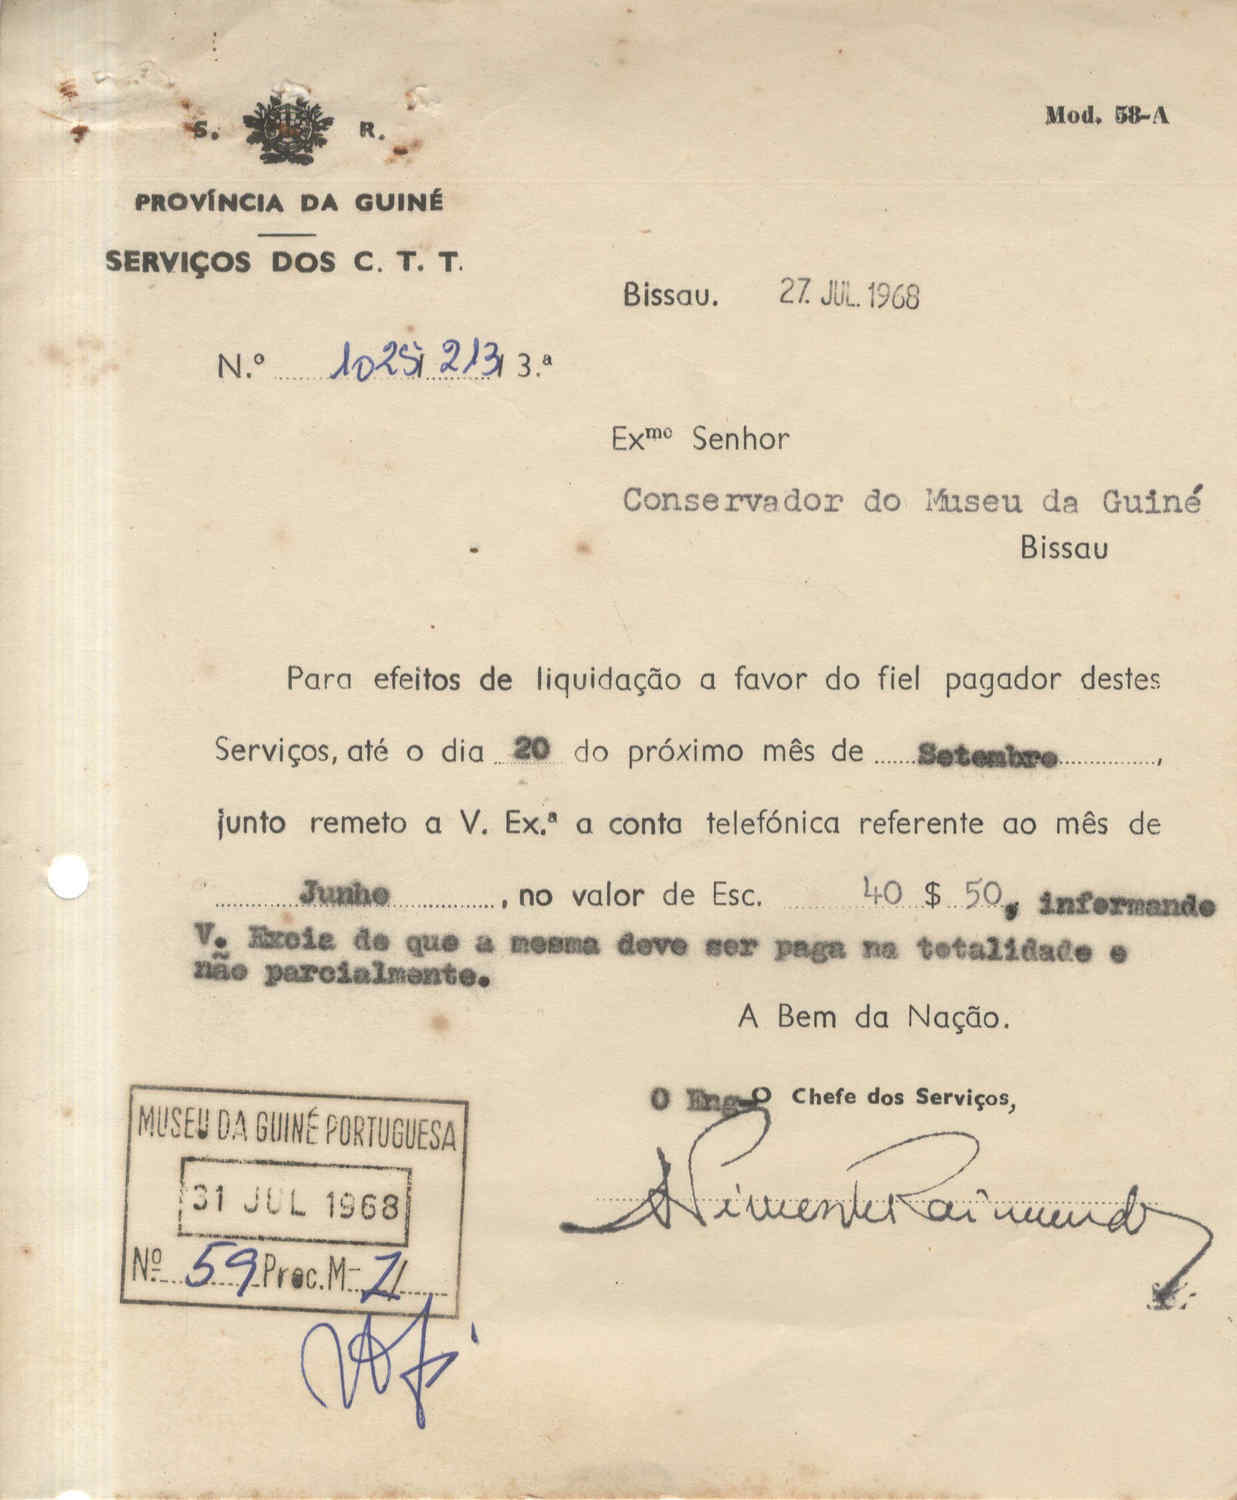 S. R.
Mod. 58-A
PROVÍNCIA DA GUINÉ
SERVIÇOS DOS C. T. T.
Bissau. 27. JUL. 1968
N.º 1025/213/3.ª
Exmo Senhor
Conservador do Museu da Guiné
Bissau
Para efeitos de liquidação a favor do fiel pagador destes
Serviços, até o dia 20 do próximo mês de Setembro,
junto remeto a V. Ex.ª a conta telefónica referente ao mês de
Junho, no valor de Esc. 40 $ 50, informando
V. Excia de que a mesma deve ser paga na totalidade e
não parcialmente.
A Bem da Nação.
O Eng-º Chefe dos Serviços,
Pimentel Raimundo
MUSEU DA GUINÉ PORTUGUESA
31 JUL 1968
Nº 59 Proc. M-